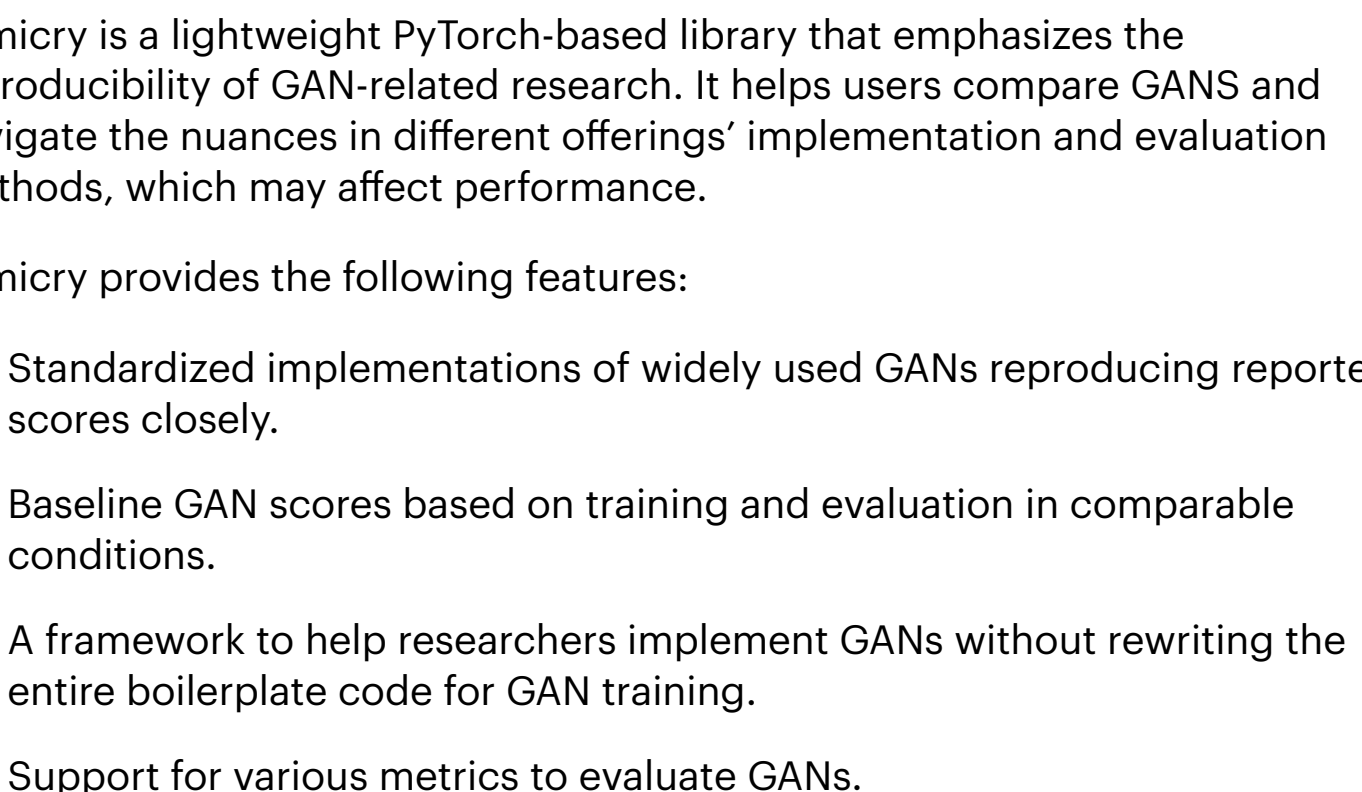 micry is a lightweight PyTorch-based library that emphasizes the
roducibility of GAN-related research. It helps users compare GANS and
vigate the nuances in different offerings’ implementation and evaluation
thods, which may affect performance.
micry provides the following features:
Standardized implementations of widely used GANs reproducing reporte
scores closely.
Baseline GAN scores based on training and evaluation in comparable
conditions.
A framework to help researchers implement GANs without rewriting the
entire boilerplate code for GAN training.
Support for various metrics to evaluate GANs.